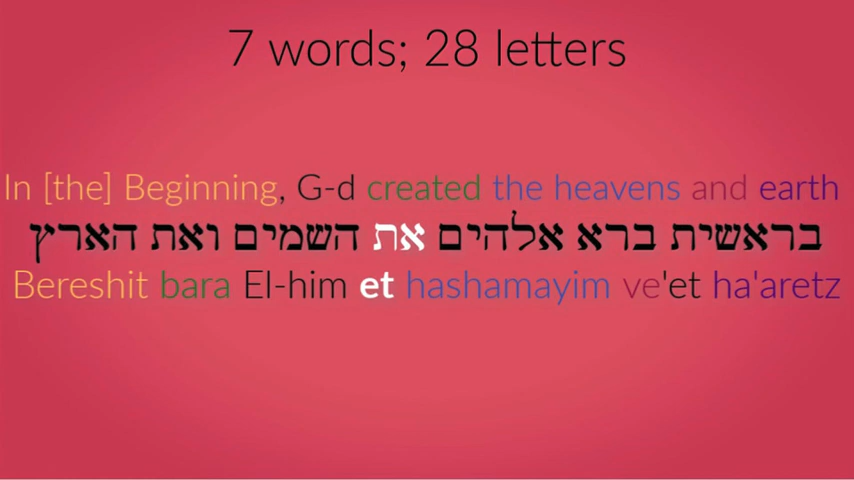 7 words; 28 letters
In [the] Beginning, G-d created the heavens and earth
בראשית ברא אלהים את השמים ואת הארץ
Bereshit bara El-him et hashamayim ve'et ha'aretz